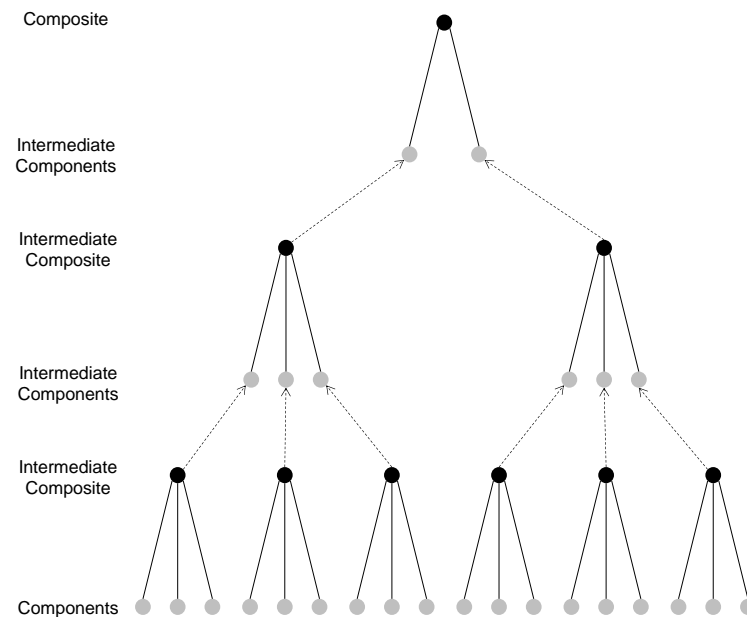 Composite
Intermediate
Components
Intermediate
Composite
Intermediate
Components
Intermediate
Composite
Components